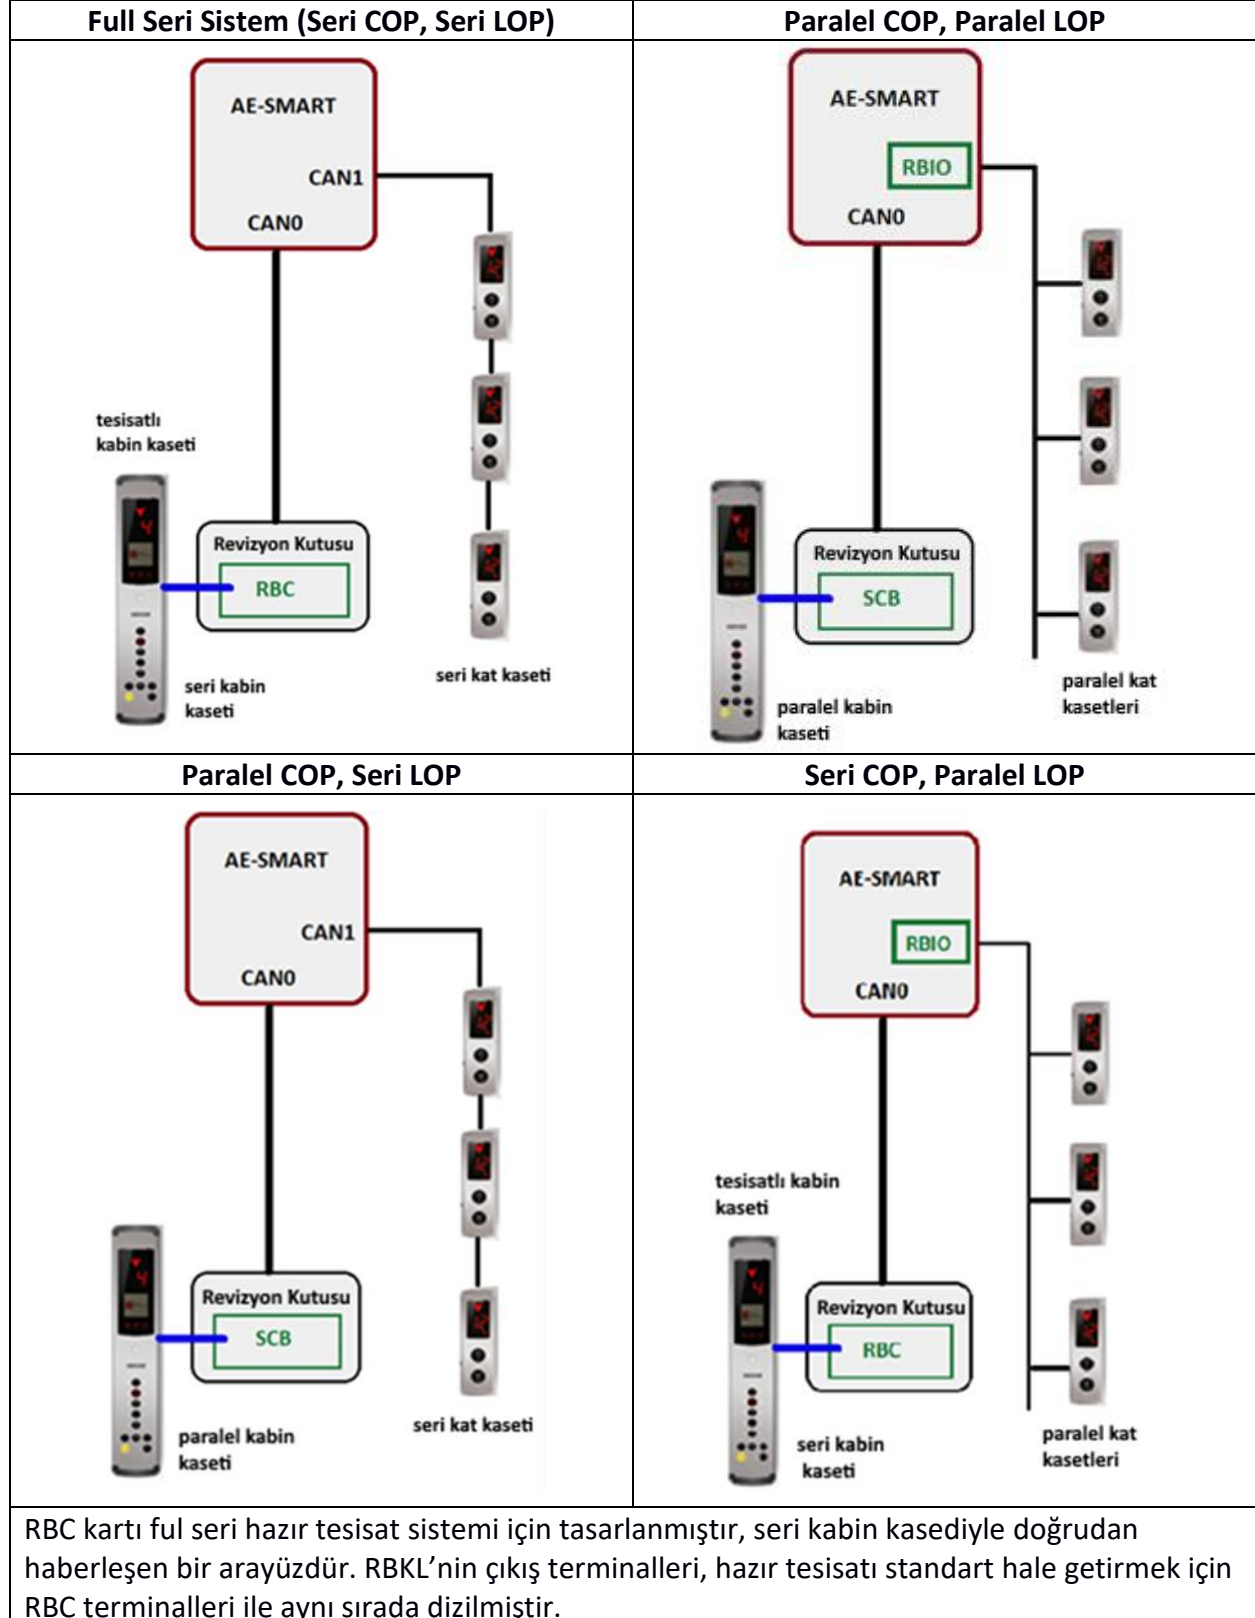 Full Seri Sistem (Seri COP, Seri LOP)
AE-SMART
CAN1
CAN0
tesisatlı
kabin kaseti
Revizyon Kutusu
RBC
seri kabin
kaseti
seri kat kaseti
Paralel COP, Paralel LOP
AE-SMART
RBIO
CAN0
Revizyon Kutusu
SCB
paralel kabin
kaseti
paralel kat
kasetleri
Paralel COP, Seri LOP
AE-SMART
CAN1
CAN0
Revizyon Kutusu
SCB
paralel kabin
kaseti
seri kat kaseti
Seri COP, Paralel LOP
AE-SMART
RBIO
CAN0
tesisatlı kabin
kaseti
Revizyon Kutusu
RBC
seri kabin
kaseti
paralel kat
kasetleri
RBC kartı ful seri hazır tesisat sistemi için tasarlanmıştır, seri kabin kasediyle doğrudan
haberleşen bir arayüzdür. RBKL’nin çıkış terminalleri, hazır tesisatı standart hale getirmek için
RBC terminalleri ile aynı sırada dizilmiştir.